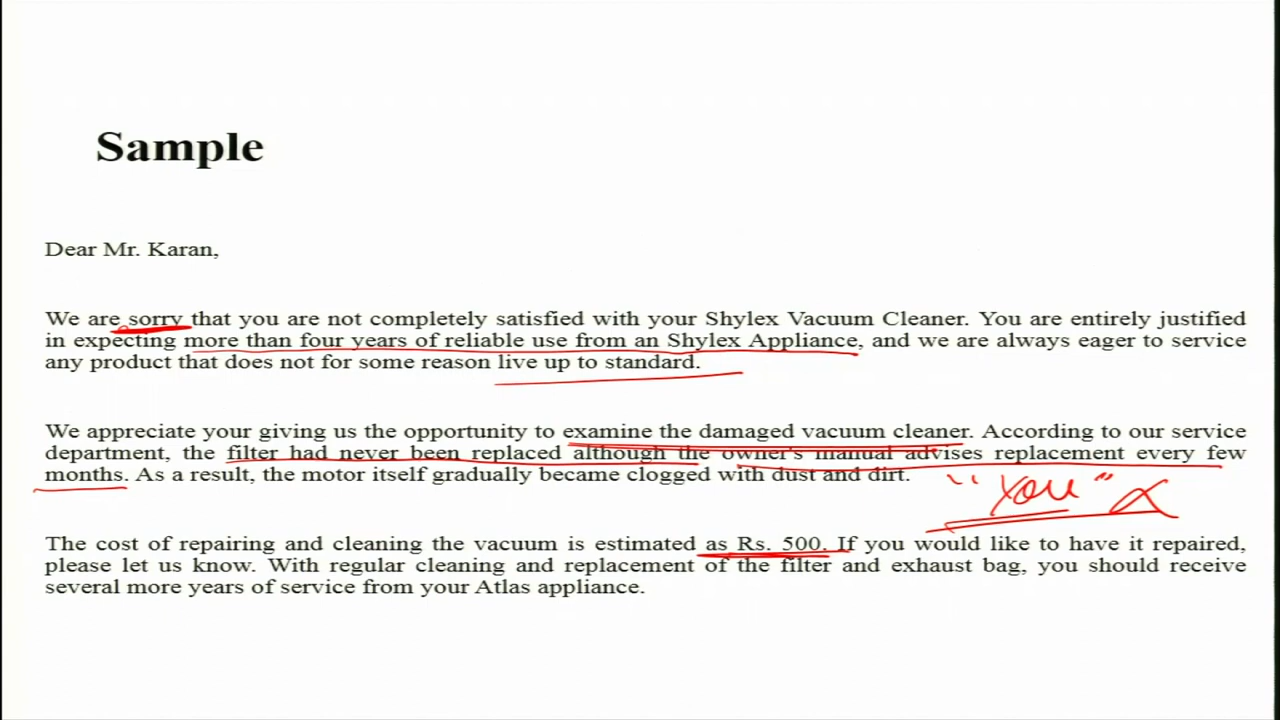 Sample
Dear Mr. Karan,
We are sorry that you are not completely satisfied with your Shylex Vacuum Cleaner. You are entirely justified
in expecting more than four years of reliable use from an Shylex Appliance, and we are always eager to service
any product that does not for some reason live up to standard.
We appreciate your giving us the opportunity to examine the damaged vacuum cleaner. According to our service
department, the filter had never been replaced although the owner's manual advises replacement every few
months. As a result, the motor itself gradually became clogged with dust and dirt.
"You"
The cost of repairing and cleaning the vacuum is estimated as Rs. 500. If you would like to have it repaired,
please let us know. With regular cleaning and replacement of the filter and exhaust bag, you should receive
several more years of service from your Atlas appliance.